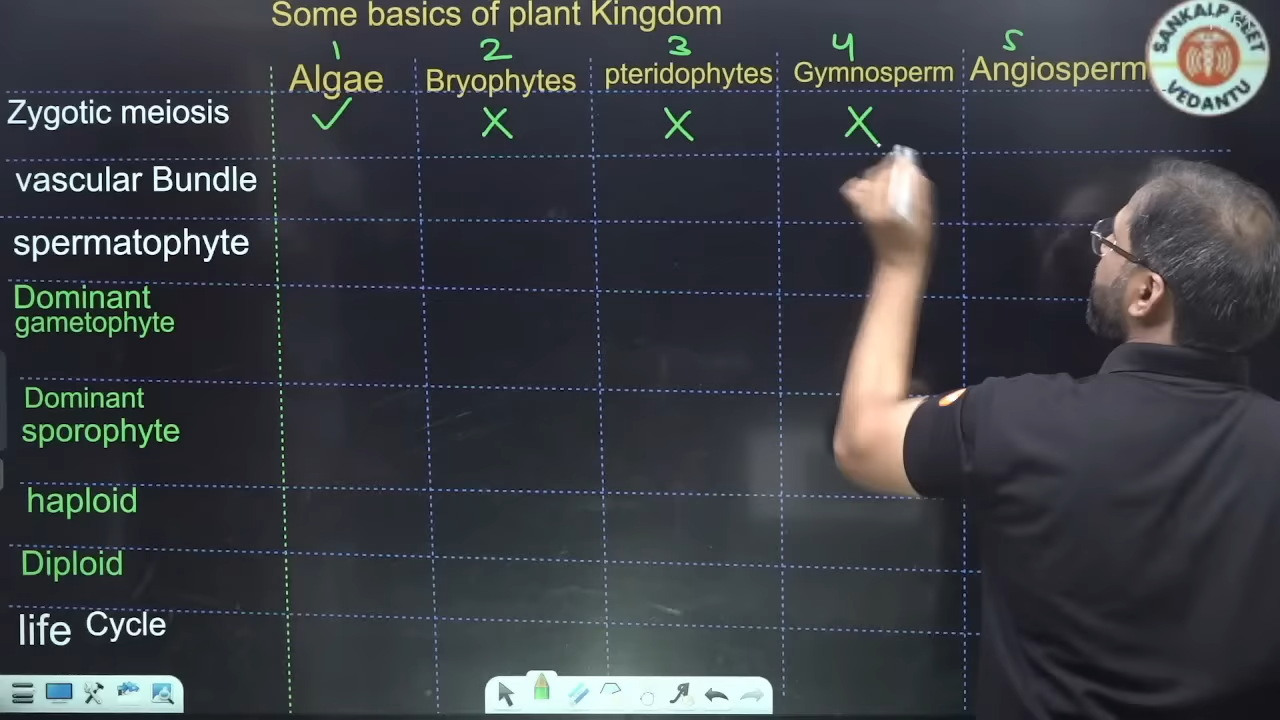 Some basics of plant Kingdom
1 2 3 4 5
Algae Bryophytes pteridophytes Gymnosperm Angiosperm
Zygotic meiosis ✓ X X X
vascular Bundle
spermatophyte
Dominant
gametophyte
Dominant
sporophyte
haploid
Diploid
life Cycle
SANKALP NEET
VEDANTU